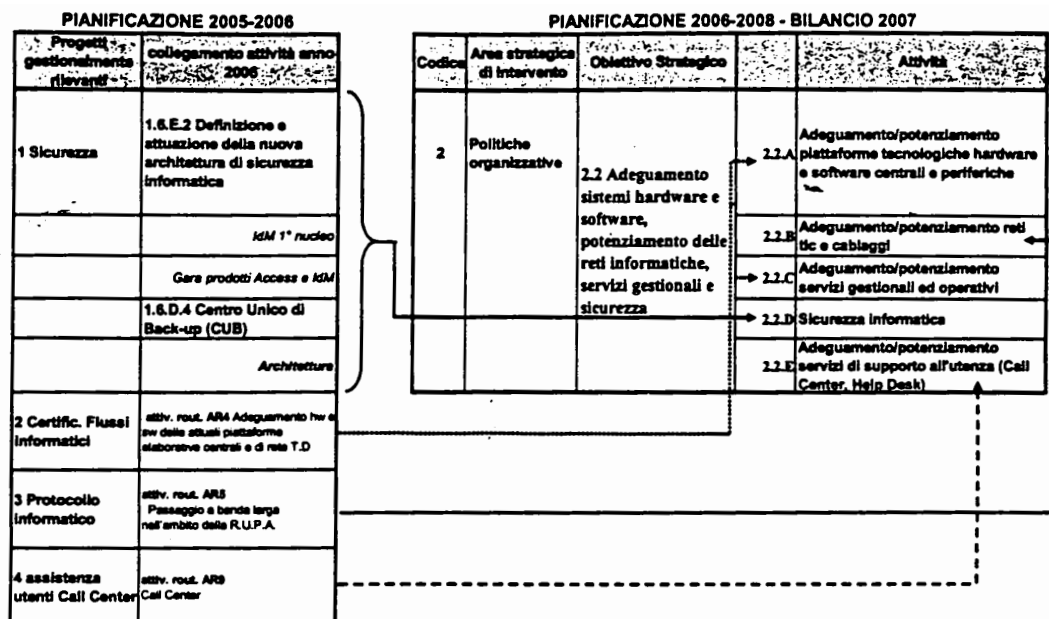 PIANIFICAZIONE 2005-2006
Progetti
gestionalmente
rilevanti
collegamento attività anno
2006
1 Sicurezza
1.6.E.2 Definizione e
attuazione della nuova
architettura di sicurezza
informatica
IdM 1° nucleo
Gara prodotti Access e IdM
1.6.D.4 Centro Unico di
Back-up (CUB)
Architettura
2 Certific. Flussi
informatici
attiv. rout. AR4 Adeguamento hw e
sw delle attuali piattaforme
elaborative centrali e di rete T.D
3 Protocollo
informatico
attiv. rout. AR5
Passaggio a banda larga
nell'ambito della R.U.P.A.
4 assistenza
utenti Call Center
attiv. rout. AR9
Call Center
PIANIFICAZIONE 2006-2008 - BILANCIO 2007
Codice
Area strategica
di intervento
Obiettivo Strategico
Attività
2
Politiche
organizzative
2.2 Adeguamento
sistemi hardware e
software,
potenziamento delle
reti informatiche,
servizi gestionali e
sicurezza
2.2.A
Adeguamento/potenziamento
piattaforme tecnologiche hardware
e software centrali e periferiche
2.2.B
Adeguamento/potenziamento reti
tlc e cablaggi
2.2.C
Adeguamento/potenziamento
servizi gestionali ed operativi
2.2.D
Sicurezza informatica
2.2.E
Adeguamento/potenziamento
servizi di supporto all'utenza (Call
Center, Help Desk)